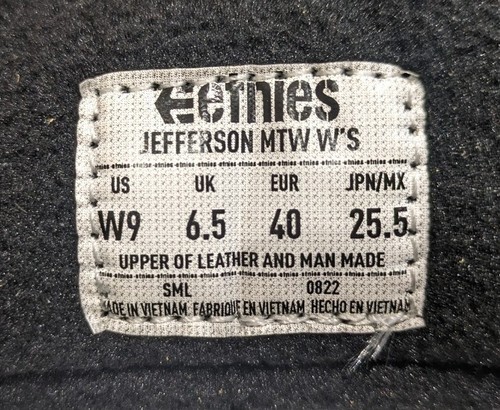 etnies
JEFFERSON MTW W'S
US UK EUR JPN/MX
W9 6.5 40 25.5
UPPER OF LEATHER AND MAN MADE
SML 0822
MADE IN VIETNAM FABRIQUE EN VIETNAM HECHO EN VIETNAM